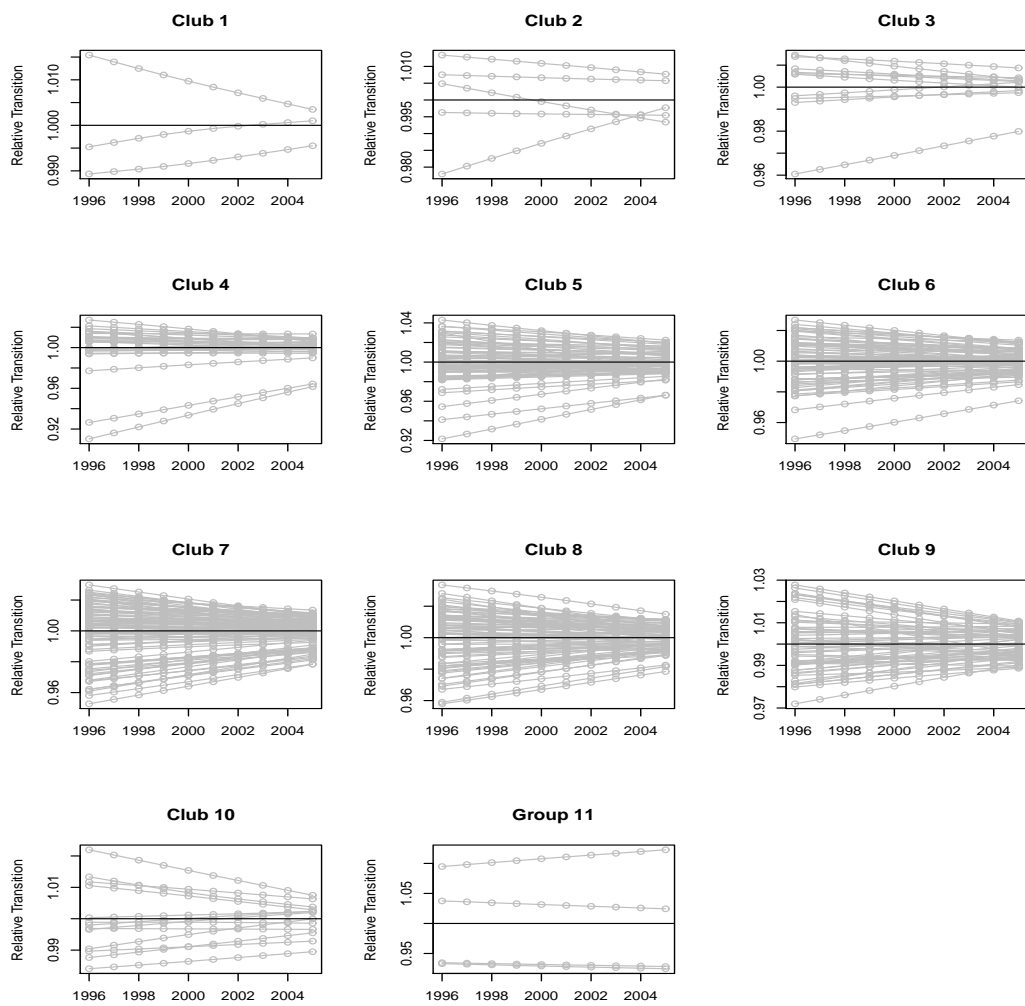 Club 1
Club 2
Club 3
Relative Transition
0.990
1.000
1.010
1996 1998 2000 2002 2004
Relative Transition
0.980
0.995
1.010
1996 1998 2000 2002 2004
Relative Transition
0.96
0.98
1.00
1996 1998 2000 2002 2004
Club 4
Club 5
Club 6
Relative Transition
0.92
0.96
1.00
1996 1998 2000 2002 2004
Relative Transition
0.92
0.96
1.00
1.04
1996 1998 2000 2002 2004
Relative Transition
0.96
1.00
1996 1998 2000 2002 2004
Club 7
Club 8
Club 9
Relative Transition
0.96
1.00
1996 1998 2000 2002 2004
Relative Transition
0.96
1.00
1996 1998 2000 2002 2004
Relative Transition
0.97
0.99
1.01
1.03
1996 1998 2000 2002 2004
Club 10
Group 11
Relative Transition
0.99
1.01
1996 1998 2000 2002 2004
Relative Transition
0.95
1.05
1996 1998 2000 2002 2004